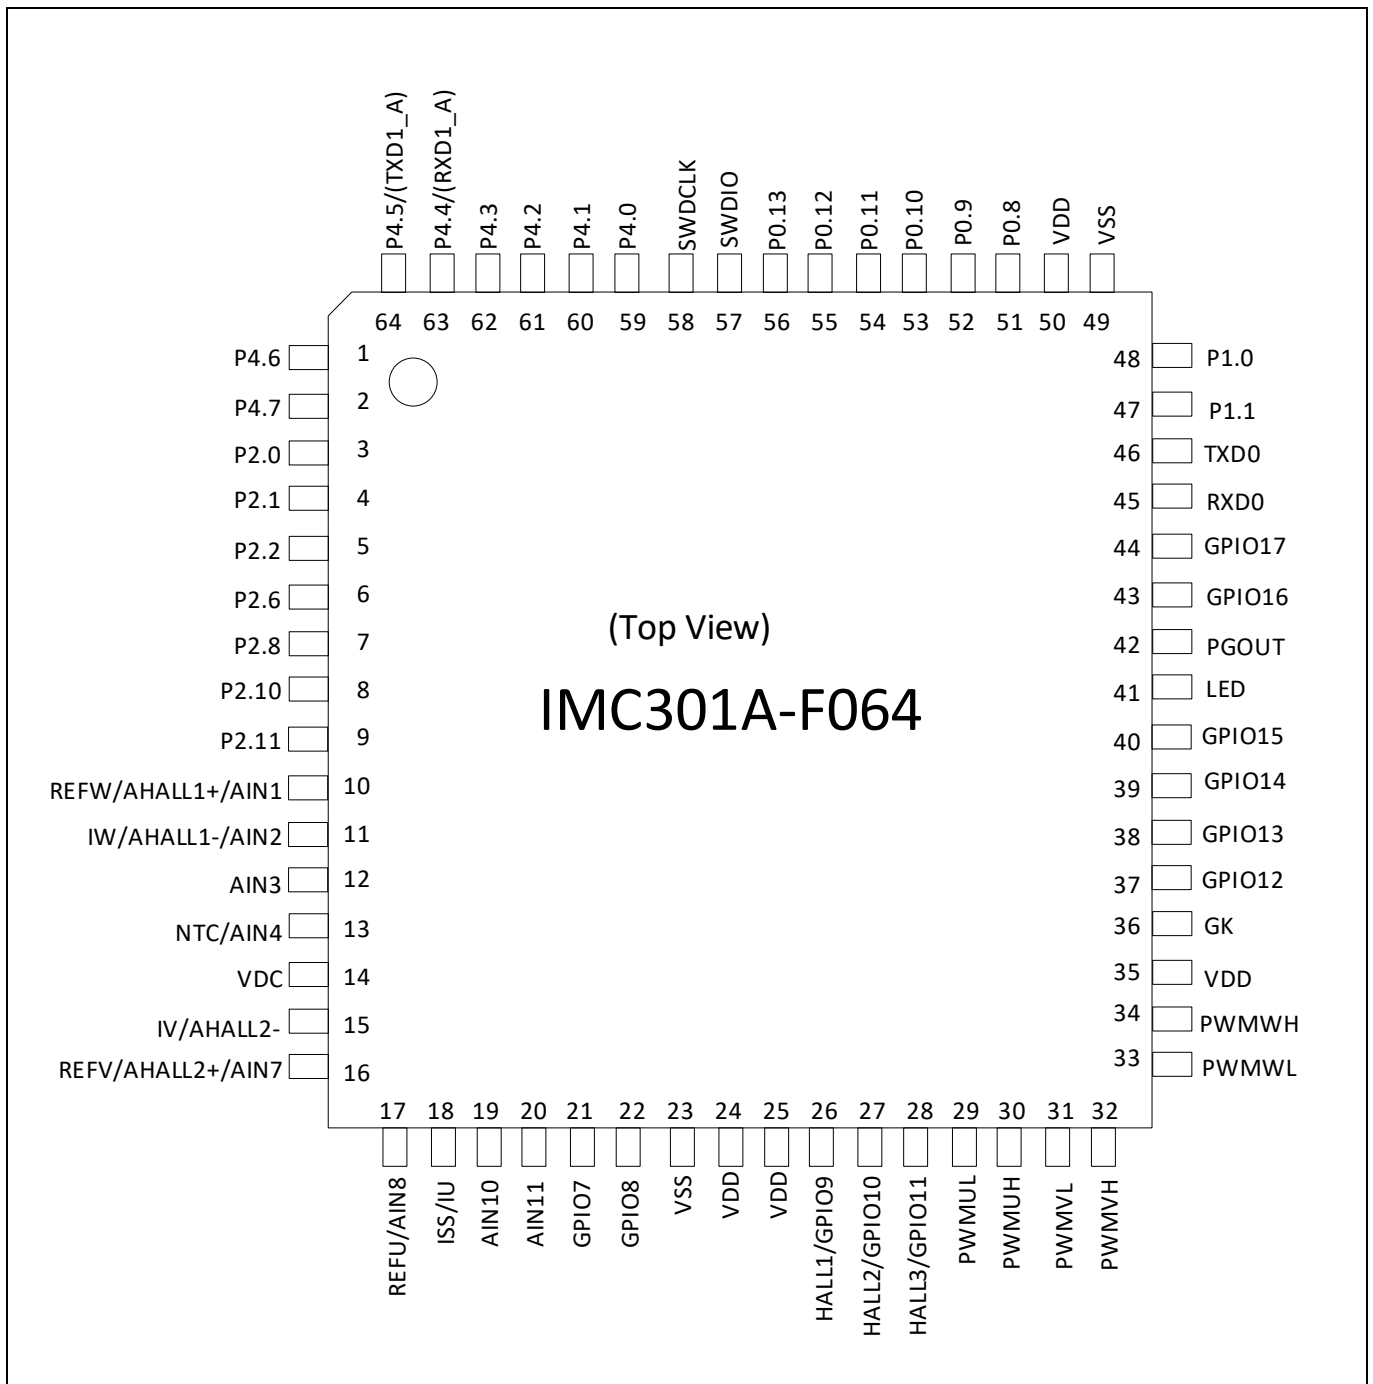 P4.5/(TXD1_A)
P4.4/(RXD1_A)
P4.3
P4.2
P4.1
P4.0
SWDCLK
SWDIO
P0.13
P0.12
P0.11
P0.10
P0.9
P0.8
VDD
VSS
64 63 62 61 60 59 58 57 56 55 54 53 52 51 50 49
P4.6 1
P4.7 2
P2.0 3
P2.1 4
P2.2 5
P2.6 6
P2.8 7
P2.10 8
P2.11 9
REFW/AHALL1+/AIN1 10
IW/AHALL1-/AIN2 11
AIN3 12
NTC/AIN4 13
VDC 14
IV/AHALL2- 15
REFV/AHALL2+/AIN7 16
(Top View)
IMC301A-F064
48 P1.0
47 P1.1
46 TXD0
45 RXD0
44 GPIO17
43 GPIO16
42 PGOUT
41 LED
40 GPIO15
39 GPIO14
38 GPIO13
37 GPIO12
36 GK
35 VDD
34 PWMWH
33 PWMWL
17 18 19 20 21 22 23 24 25 26 27 28 29 30 31 32
REFU/AIN8
ISS/IU
AIN10
AIN11
GPIO7
GPIO8
VSS
VDD
VDD
HALL1/GPIO9
HALL2/GPIO10
HALL3/GPIO11
PWMUL
PWMUH
PWMVL
PWMVH